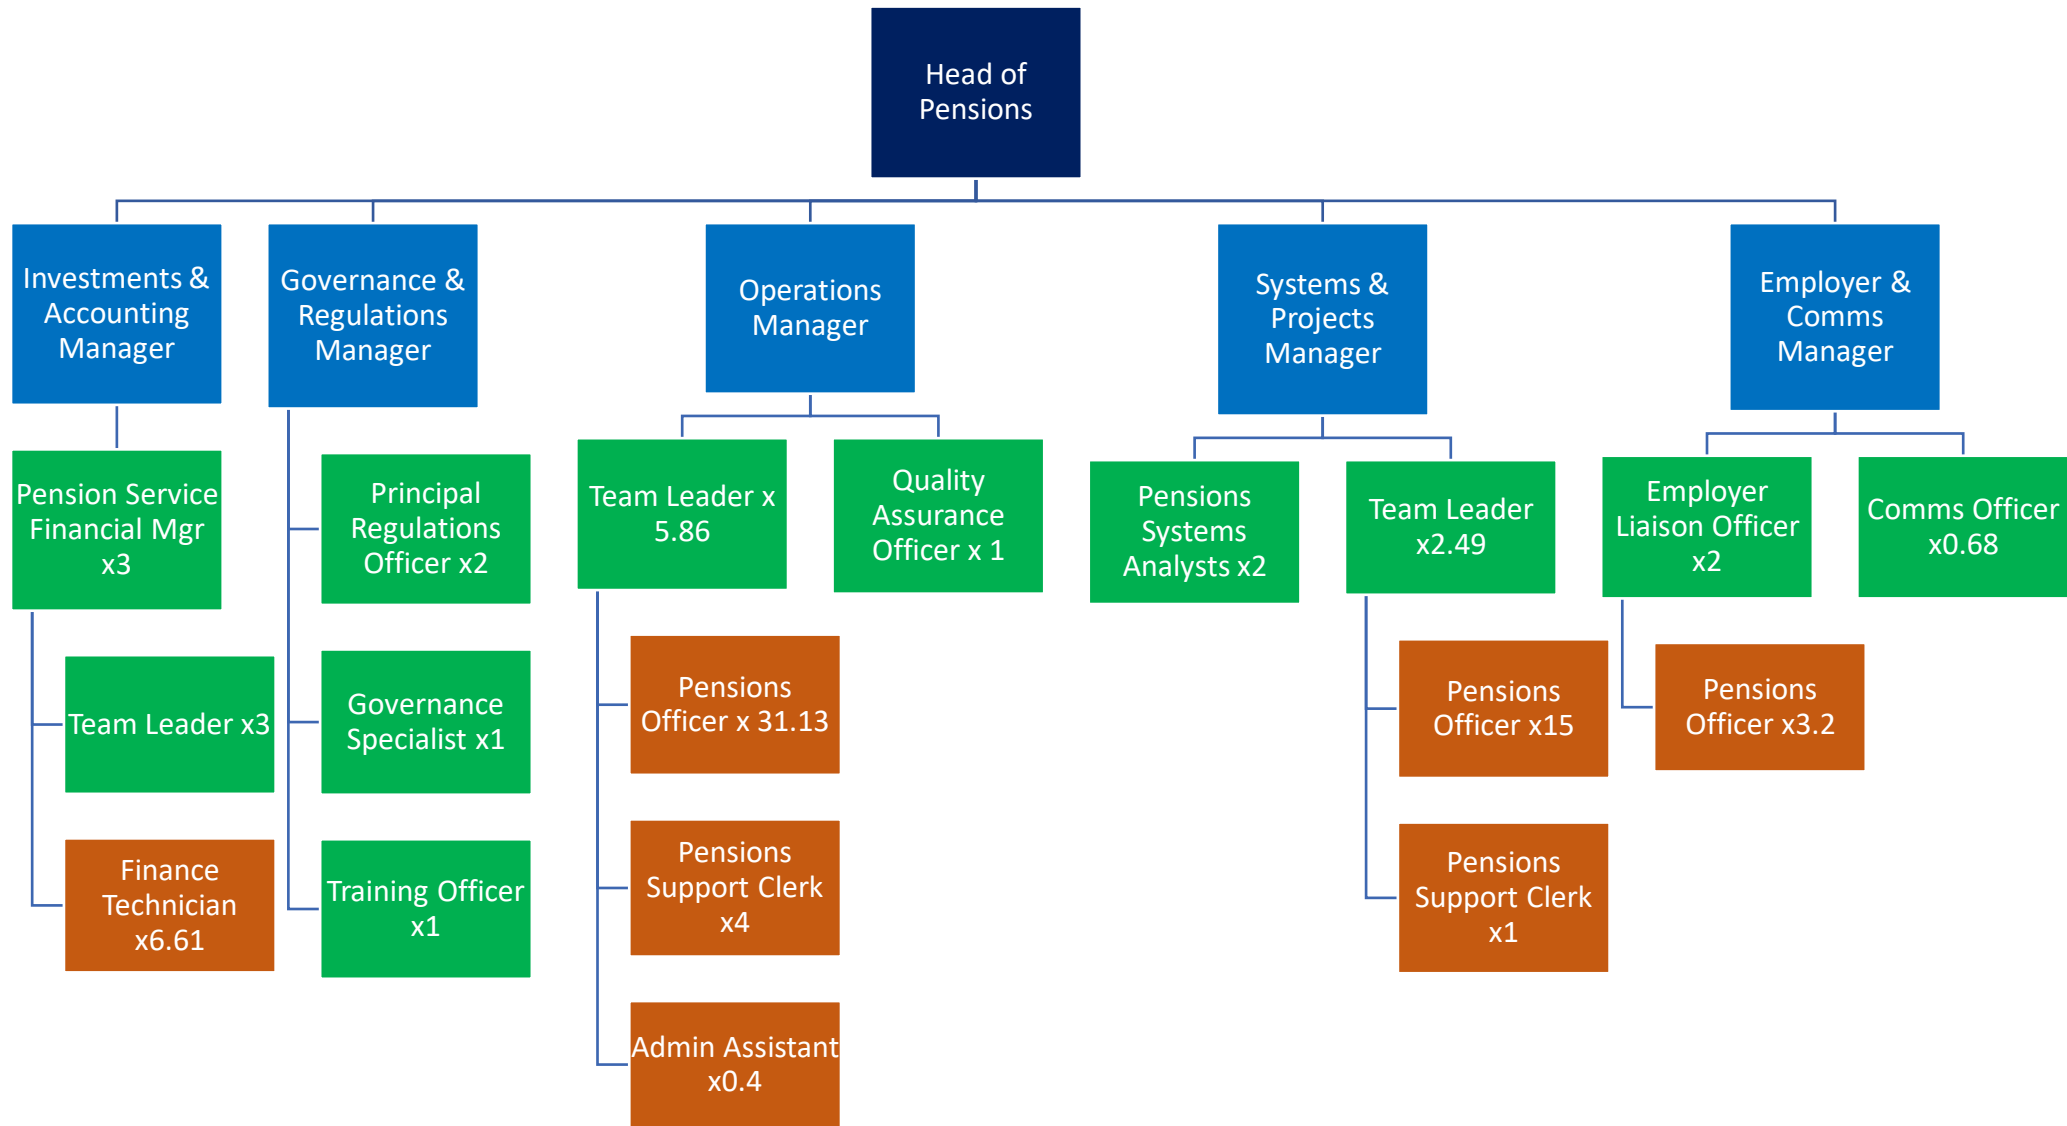 Head of
Pensions
Investments &
Accounting
Manager
Governance &
Regulations
Manager
Operations
Manager
Systems &
Projects
Manager
Employer &
Comms
Manager
Pension Service
Financial Mgr
x3
Team Leader x3
Finance
Technician
x6.61
Principal
Regulations
Officer x2
Governance
Specialist x1
Training Officer
x1
Team Leader x
5.86
Quality
Assurance
Officer x 1
Pensions
Officer x 31.13
Pensions
Support Clerk
x4
Admin Assistant
x0.4
Pensions
Systems
Analysts x2
Team Leader
x2.49
Pensions
Officer x15
Pensions
Support Clerk
x1
Employer
Liaison Officer
x2
Comms Officer
x0.68
Pensions
Officer x3.2